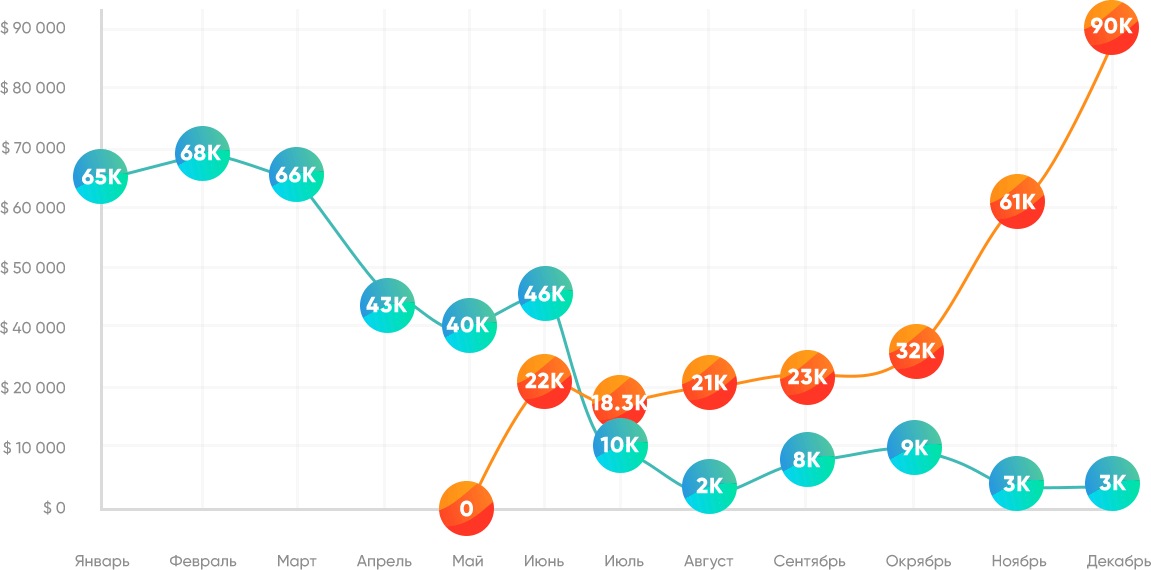 $ 90 000
$ 80 000
$ 70 000
$ 60 000
$ 50 000
$ 40 000
$ 20 000
$ 10 000
$ 0
65K
68K
66K
43K
40K
46K
10K
2K
8K
9K
3K
3K
0
22K
18.3K
21K
23K
32K
61K
90K
Январь
Февраль
Март
Апрель
Май
Июнь
Июль
Август
Сентябрь
Окрябрь
Ноябрь
Декабрь